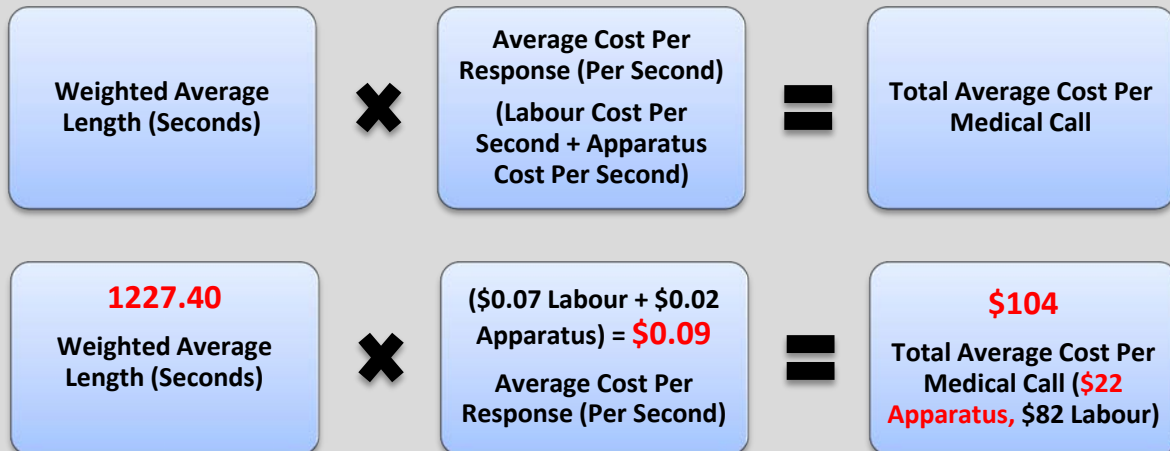 Weighted Average
Length (Seconds)
Average Cost Per
Response (Per Second)
(Labour Cost Per
Second + Apparatus
Cost Per Second)
Total Average Cost Per
Medical Call
1227.40
Weighted Average
Length (Seconds)
($0.07 Labour + $0.02
Apparatus) = $0.09
Average Cost Per
Response (Per Second)
$104
Total Average Cost Per
Medical Call ($22
Apparatus, $82 Labour)